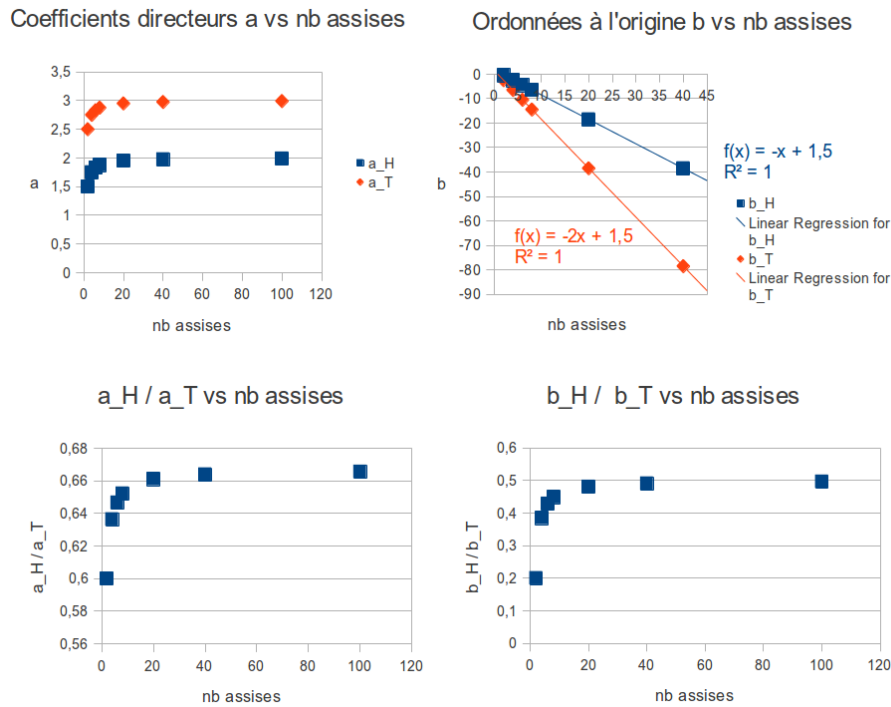 Coefficients directeurs a vs nb assises
3,5
3
2,5
2
1,5
1
0,5
0
a
0 20 40 60 80 100 120
nb assises
a_H
a_T
Ordonnées à l'origine b vs nb assises
0
-10
-20
-30
-40
-50
-60
-70
-80
-90
b
0 5 10 15 20 25 30 35 40 45
nb assises
f(x) = -x + 1,5
R² = 1
f(x) = -2x + 1,5
R² = 1
b_H
Linear Regression for
b_H
b_T
Linear Regression for
b_T
a_H / a_T vs nb assises
0,68
0,66
0,64
0,62
0,6
0,58
0,56
a_H / a_T
0 20 40 60 80 100 120
nb assises
b_H / b_T vs nb assises
0,6
0,5
0,4
0,3
0,2
0,1
0
b_H / b_T
0 20 40 60 80 100 120
nb assises